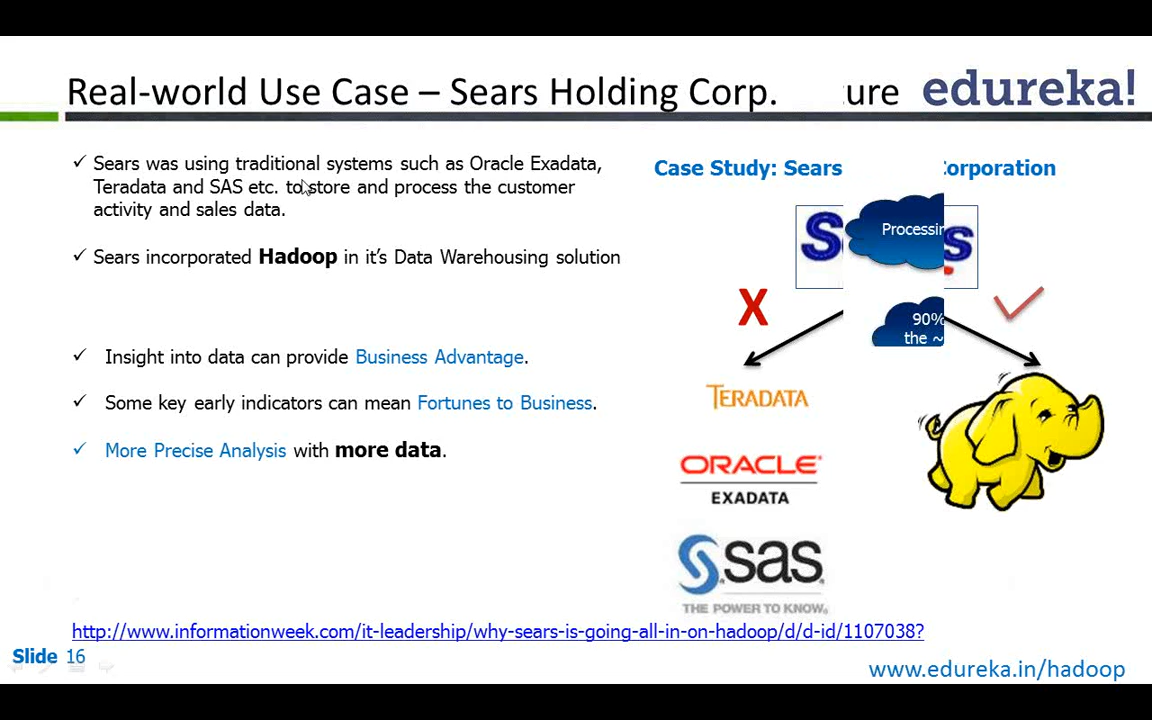 Real-world Use Case – Sears Holding Corp.
ure
edureka!
✓ Sears was using traditional systems such as Oracle Exadata,
Teradata and SAS etc. to store and process the customer
activity and sales data.
✓ Sears incorporated Hadoop in it's Data Warehousing solution
✓ Insight into data can provide Business Advantage.
✓ Some key early indicators can mean Fortunes to Business.
✓ More Precise Analysis with more data.
Case Study: Sears
orporation
S
Processin
s
X
90%
the ~
TERADATA
ORACLE
EXADATA
sas
THE POWER TO KNOW
http://www.informationweek.com/it-leadership/why-sears-is-going-all-in-on-hadoop/d/d-id/1107038?
Slide 16
www.edureka.in/hadoop